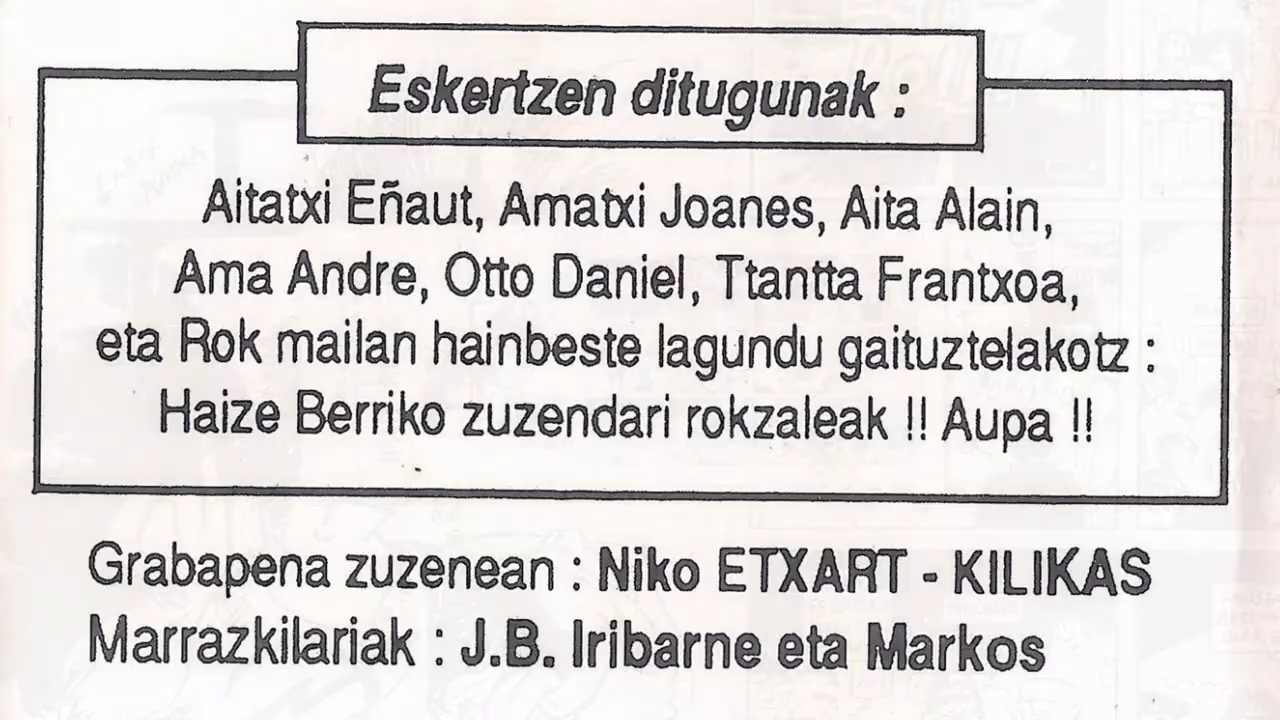 Eskertzen ditugunak :
Aitatxi Eñaut, Amatxi Joanes, Aita Alain,
Ama Andre, Otto Daniel, Ttantta Frantxoa,
eta Rok mailan hainbeste lagundu gaituztelakotz :
Haize Berriko zuzendari rokzaleak !! Aupa !!
Grabapena zuzenean : Niko ETXART - KILIKAS
Marrazkilariak : J.B. Iribarne eta Markos